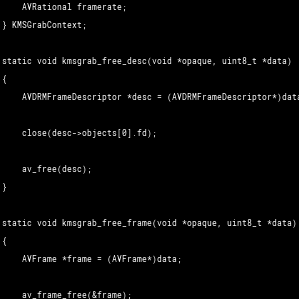 AVRational framerate;
} KMSGrabContext;
static void kmsgrab_free_desc(void *opaque, uint8_t *data)
{
AVDRMFrameDescriptor *desc = (AVDRMFrameDescriptor*)data
close(desc->objects[0].fd);
av_free(desc);
}
static void kmsgrab_free_frame(void *opaque, uint8_t *data)
{
AVFrame *frame = (AVFrame*)data;
av_frame_free(&frame);